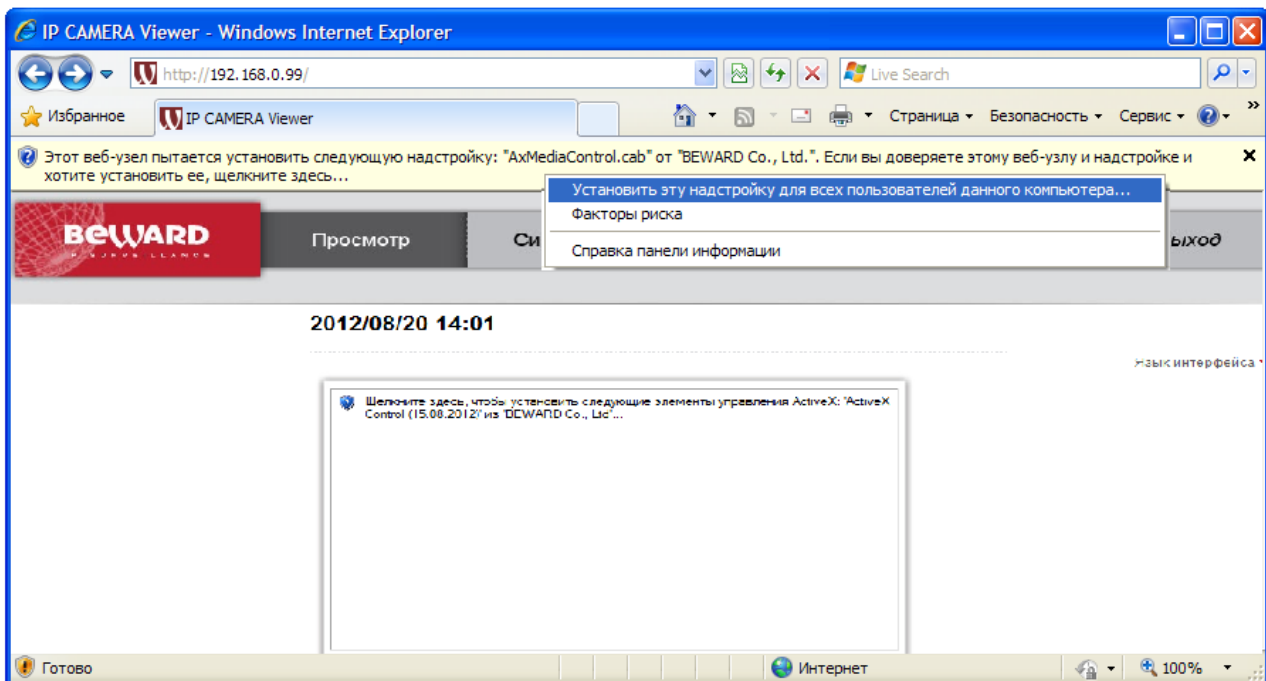 IP CAMERA Viewer - Windows Internet Explorer
http://192.168.0.99/
Live Search
Избранное
IP CAMERA Viewer
Страница
Безопасность
Сервис
»
Этот веб-узел пытается установить следующую надстройку: "AxMediaControl.cab" от "BEWARD Co., Ltd.". Если вы доверяете этому веб-узлу и надстройке и
хотите установить ее, щелкните здесь...
Установить эту надстройку для всех пользователей данного компьютера...
Факторы риска
Справка панели информации
BEWARD
Просмотр
Си
ыход
2012/08/20 14:01
Язык интерфейса
Щелкните здесь, чтобы установить следующие элементы управления ActiveX: 'ActiveX
Control (15.08.2012)' из 'BEWARD Co., Ltd'...
Готово
Интернет
100%